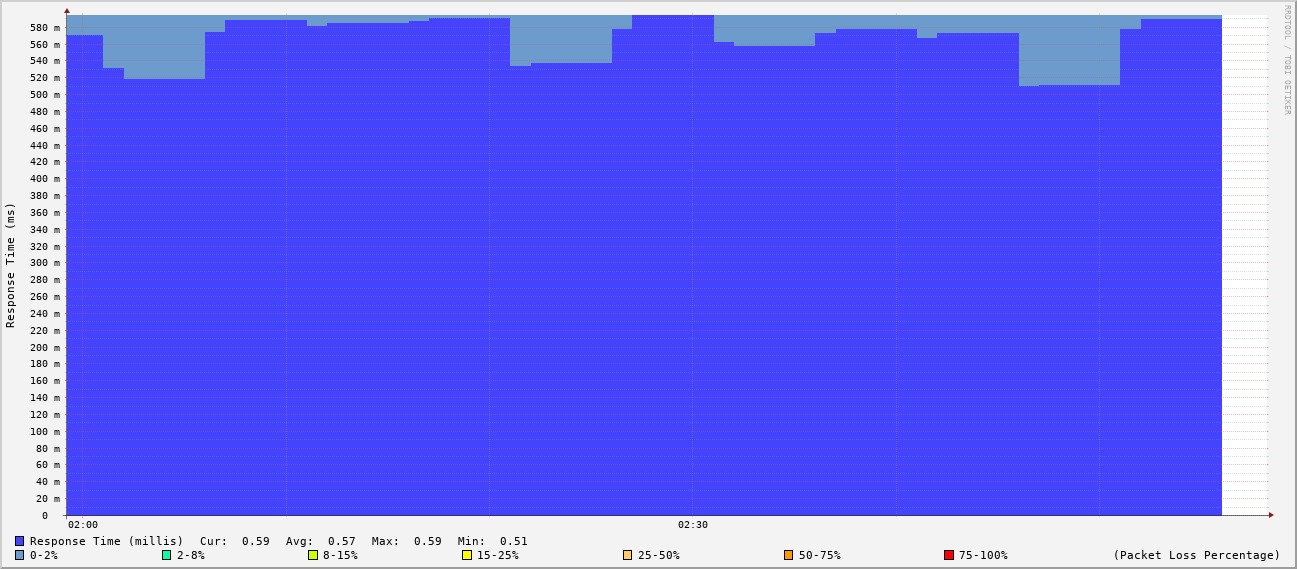 RRDTOOL / TOBI OETIKER
Response Time (ms)
580 m
560 m
540 m
520 m
500 m
480 m
460 m
440 m
420 m
400 m
380 m
360 m
340 m
320 m
300 m
280 m
260 m
240 m
220 m
200 m
180 m
160 m
140 m
120 m
100 m
80 m
60 m
40 m
20 m
0
02:00 02:30
Response Time (millis) Cur: 0.59 Avg: 0.57 Max: 0.59 Min: 0.51
0-2% 2-8% 8-15% 15-25% 25-50% 50-75% 75-100% (Packet Loss Percentage)